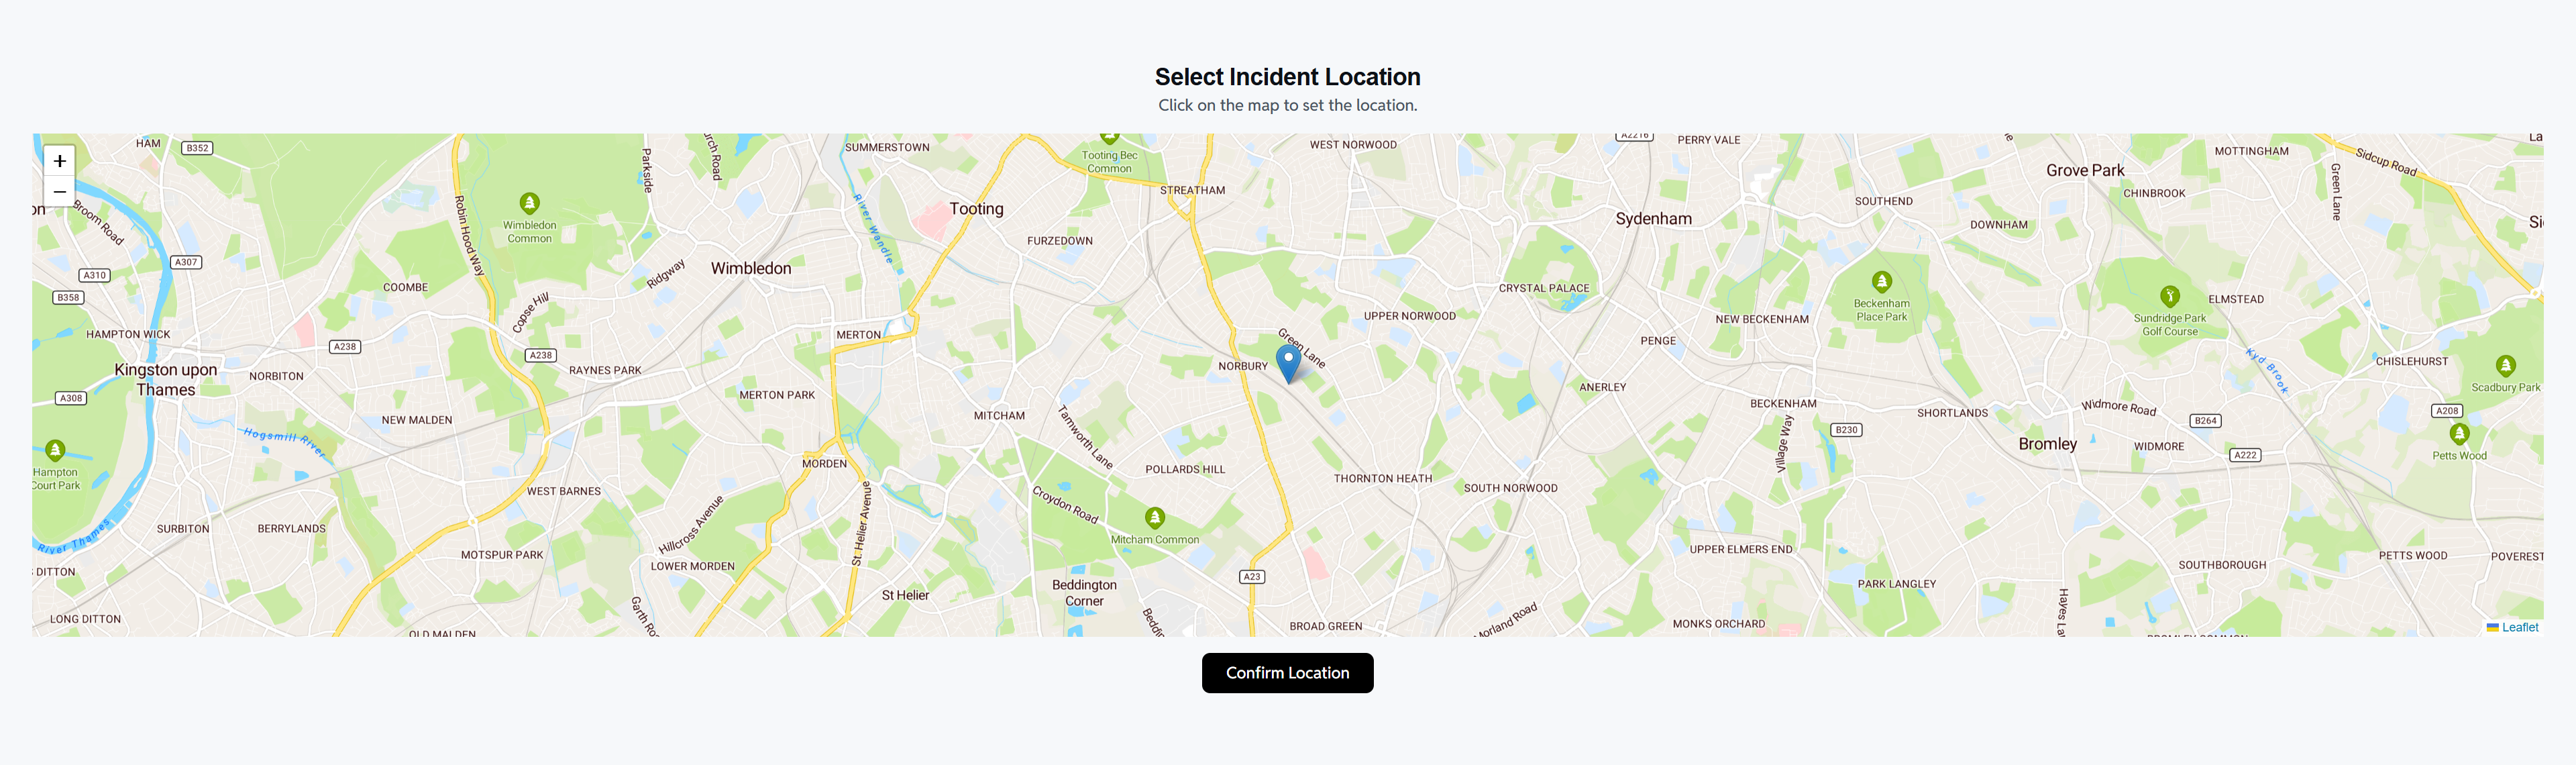 Select Incident Location
Click on the map to set the location.
+
−
HAM
B352
Parkside
SUMMERSTOWN
Tooting Bec
Common
WEST NORWOOD
A2216
PERRY VALE
MOTTINGHAM
Sidcup Road
Grove Park
CHINBROOK
Green Lane
Broom Road
Robin Hood Way
Wimbledon
Common
River Wandle
Tooting
STREATHAM
Sydenham
SOUTHEND
DOWNHAM
FURZEDOWN
A307
A310
B358
COOMBE
Copse Hill
Ridgway
Wimbledon
CRYSTAL PALACE
Beckenham
Place Park
ELMSTEAD
Sundridge Park
Golf Course
HAMPTON WICK
A238
A238
MERTON
UPPER NORWOOD
NEW BECKENHAM
PENGE
Green Lane
Kyd Brook
CHISLEHURST
Kingston upon
Thames
NORBITON
RAYNES PARK
NORBURY
ANERLEY
Scadbury Park
A308
MERTON PARK
BECKENHAM
SHORTLANDS
Widmore Road
A208
NEW MALDEN
MITCHAM
Tamworth Lane
B230
Village Way
B264
Hogsmill River
Bromley
WIDMORE
A222
Petts Wood
Hampton
Court Park
MORDEN
POLLARDS HILL
THORNTON HEATH
SOUTH NORWOOD
WEST BARNES
Croydon Road
SURBITON
BERRYLANDS
Hillcross Avenue
St. Helier Avenue
Mitcham Common
River Thames
MOTSPUR PARK
UPPER ELMERS END
PETTS WOOD
POVEREST
DITTON
LOWER MORDEN
A23
SOUTHBOROUGH
St Helier
Beddington
Corner
PARK LANGLEY
LONG DITTON
BROAD GREEN
Morland Road
MONKS ORCHARD
OLD MALDEN
Leaflet
Confirm Location